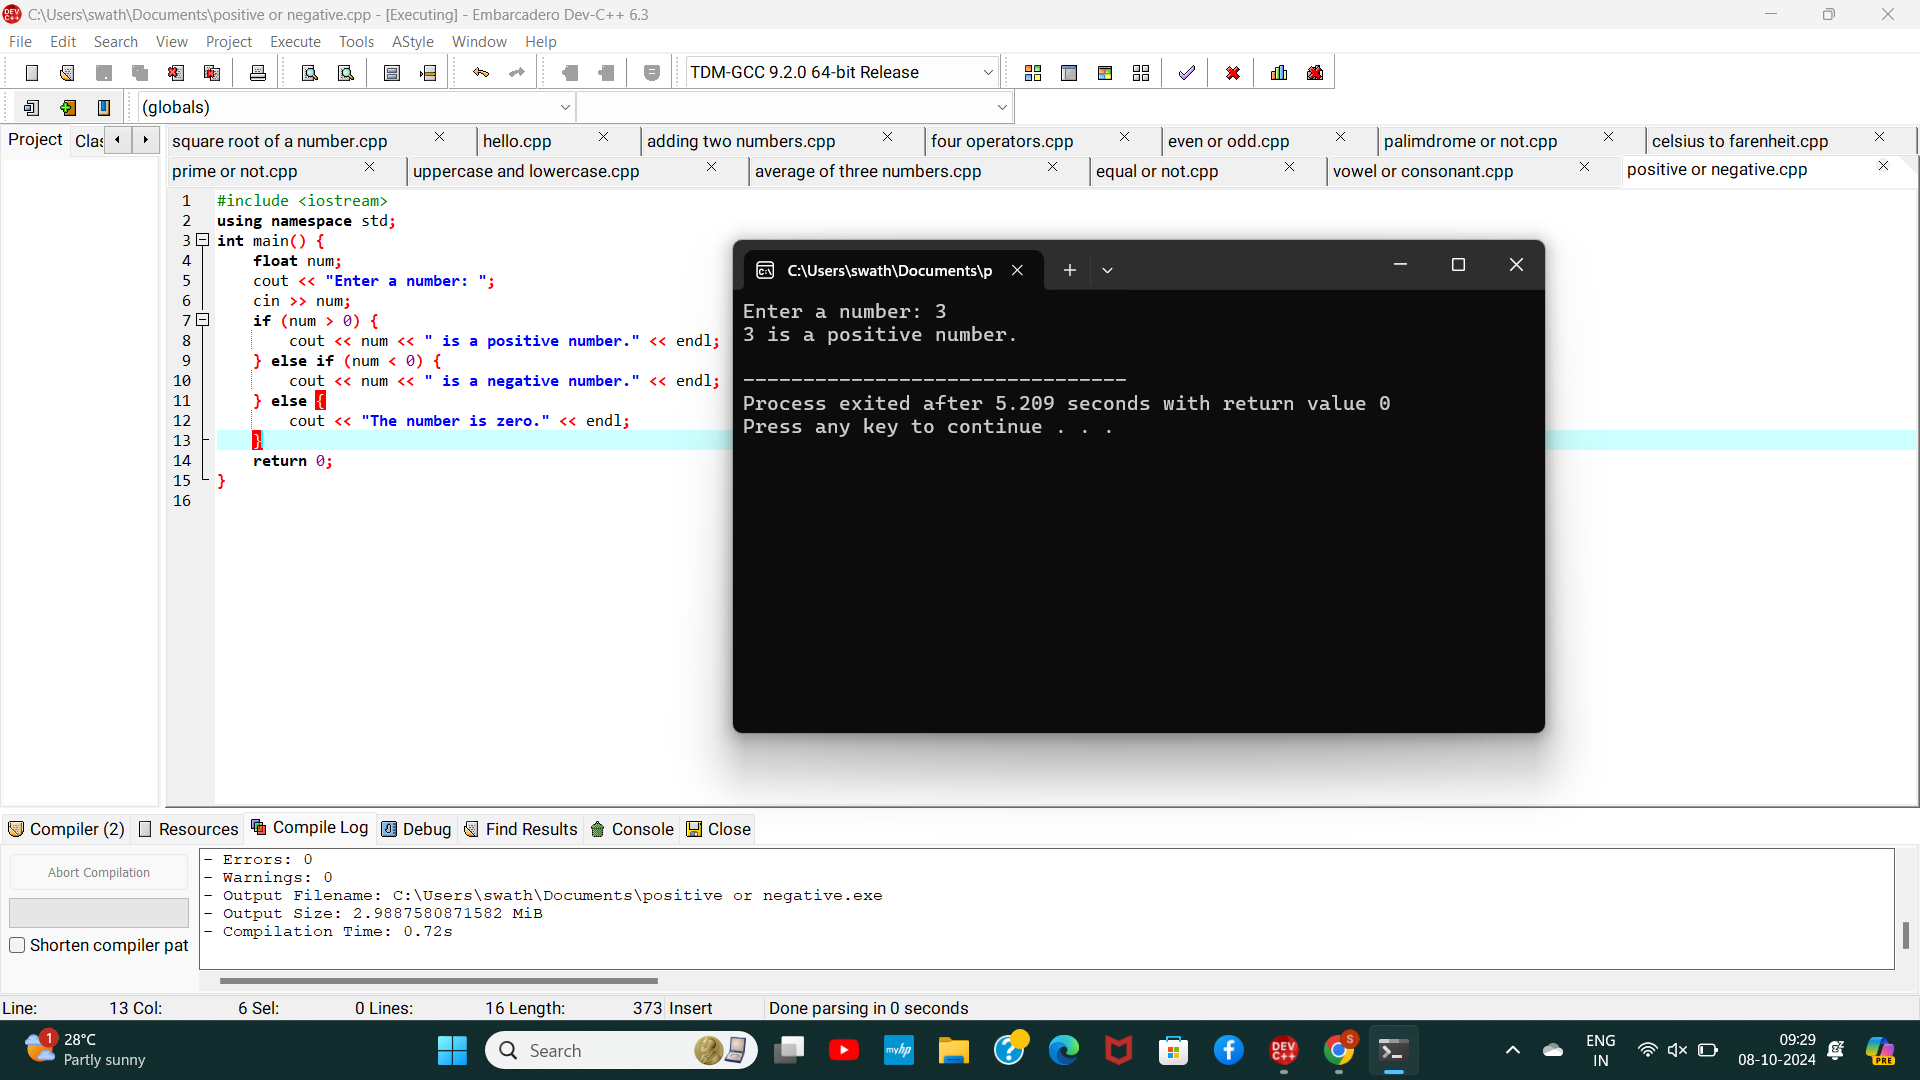 C:\Users\swath\Documents\positive or negative.cpp - [Executing] - Embarcadero Dev-C++ 6.3
File Edit Search View Project Execute Tools AStyle Window Help
TDM-GCC 9.2.0 64-bit Release
(globals)
Project Clas
square root of a number.cpp hello.cpp adding two numbers.cpp four operators.cpp even or odd.cpp palimdrome or not.cpp celsius to farenheit.cpp
prime or not.cpp uppercase and lowercase.cpp average of three numbers.cpp equal or not.cpp vowel or consonant.cpp positive or negative.cpp
1 #include <iostream>
2 using namespace std;
3 int main() {
4 float num;
5 cout << "Enter a number: ";
6 cin >> num;
7 if (num > 0) {
8 cout << num << " is a positive number." << endl;
9 } else if (num < 0) {
10 cout << num << " is a negative number." << endl;
11 } else {
12 cout << "The number is zero." << endl;
13 }
14 return 0;
15 }
16
C:\Users\swath\Documents\p
Enter a number: 3
3 is a positive number.
--------------------------------
Process exited after 5.209 seconds with return value 0
Press any key to continue . . .
Compiler (2) Resources Compile Log Debug Find Results Console Close
Abort Compilation
Shorten compiler pat
- Errors: 0
- Warnings: 0
- Output Filename: C:\Users\swath\Documents\positive or negative.exe
- Output Size: 2.9887580871582 MiB
- Compilation Time: 0.72s
Line: 13 Col: 6 Sel: 0 Lines: 16 Length: 373 Insert Done parsing in 0 seconds
1
28°C
Partly sunny
Search
myhp
DEV C++
S
ENG
IN
09:29
08-10-2024
PRE